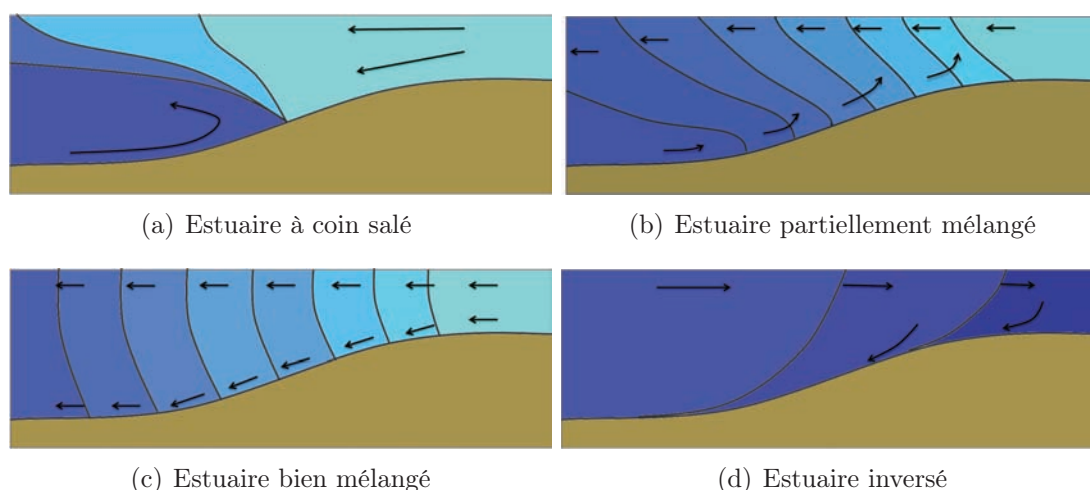 (a) Estuaire à coin salé
(b) Estuaire partiellement mélangé
(c) Estuaire bien mélangé
(d) Estuaire inversé